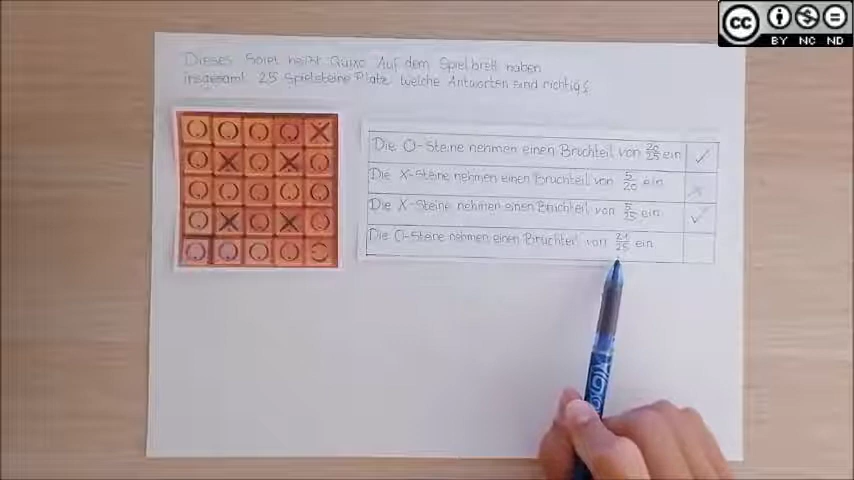 Dieses Spiel heißt Quixo Auf dem Spielbrett haben
insgesamt 25 Spielsteine Platz welche Antworten sind richtig?
Die O-Steine nehmen einen Bruchteil von 20/25 ein ✓
Die X-Steine nehmen einen Bruchteil von 5/20 ein x
Die X-Steine nehmen einen Bruchteil von 5/25 ein ✓
Die O-Steine nehmen einen Bruchteil von 21/25 ein
O O O O X
O X O X O
O O O O O
O X O X O
O O O O O
cc
BY NC ND